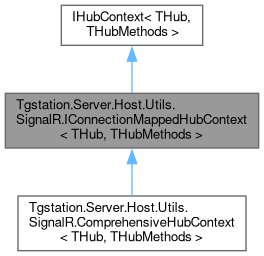 IHubContext< THub,
THubMethods >
Tgstation.Server.Host.Utils.
SignalR.IConnectionMappedHubContext
< THub, THubMethods >
Tgstation.Server.Host.Utils.
SignalR.ComprehensiveHubContext
< THub, THubMethods >